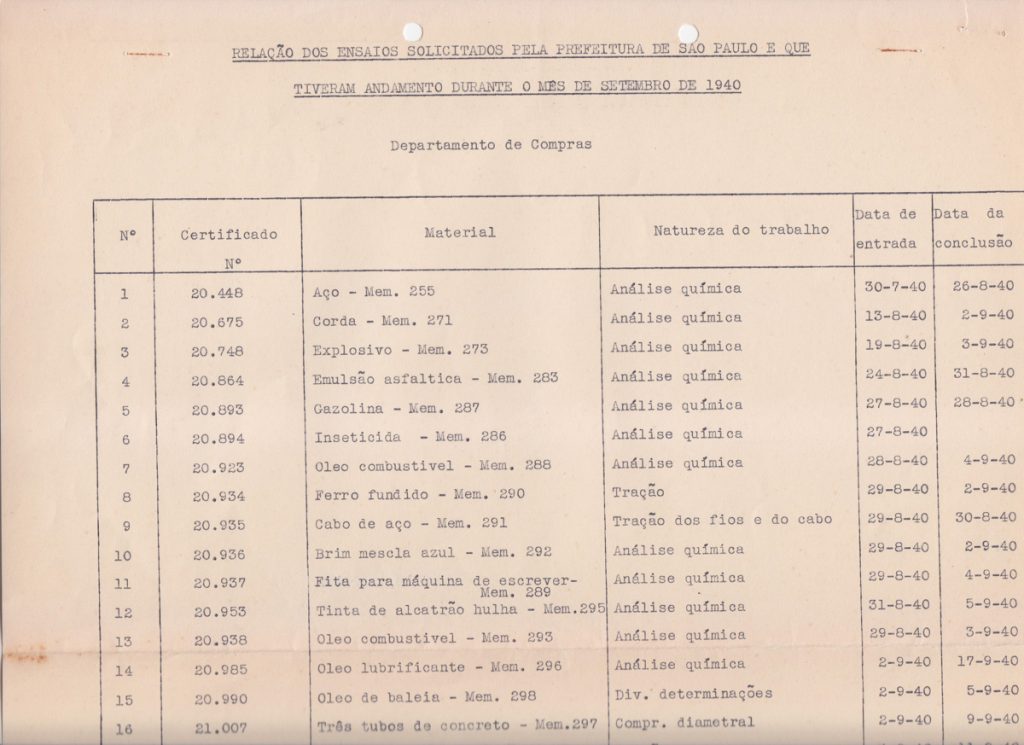 RELAÇÃO DOS ENSAIOS SOLICITADOS PELA PREFEITURA DE SÃO PAULO E QUE
TIVERAM ANDAMENTO DURANTE O MÊS DE SETEMBRO DE 1940
Departamento de Compras
Nº Certificado Nº Material Natureza do trabalho Data de entrada Data da conclusão
1 20.448 Aço - Mem. 255 Análise química 30-7-40 26-8-40
2 20.675 Corda - Mem. 271 Análise química 13-8-40 2-9-40
3 20.748 Explosivo - Mem. 273 Análise química 19-8-40 3-9-40
4 20.864 Emulsão asfaltica - Mem. 283 Análise química 24-8-40 31-8-40
5 20.893 Gazolina - Mem. 287 Análise química 27-8-40 28-8-40
6 20.894 Inseticida - Mem. 286 Análise química 27-8-40
7 20.923 Oleo combustivel - Mem. 288 Análise química 28-8-40 4-9-40
8 20.934 Ferro fundido - Mem. 290 Tração 29-8-40 2-9-40
9 20.935 Cabo de aço - Mem. 291 Tração dos fios e do cabo 29-8-40 30-8-40
10 20.936 Brim mescla azul - Mem. 292 Análise química 29-8-40 2-9-40
11 20.937 Fita para máquina de escrever- Análise química 29-8-40 4-9-40
Mem. 289
12 20.953 Tinta de alcatrão hulha - Mem.295 Análise química 31-8-40 5-9-40
13 20.938 Oleo combustivel - Mem. 293 Análise química 29-8-40 3-9-40
14 20.985 Oleo lubrificante - Mem. 296 Análise química 2-9-40 17-9-40
15 20.990 Oleo de baleia - Mem. 298 Div. determinações 2-9-40 5-9-40
16 21.007 Três tubos de concreto - Mem.297 Compr. diametral 2-9-40 9-9-40